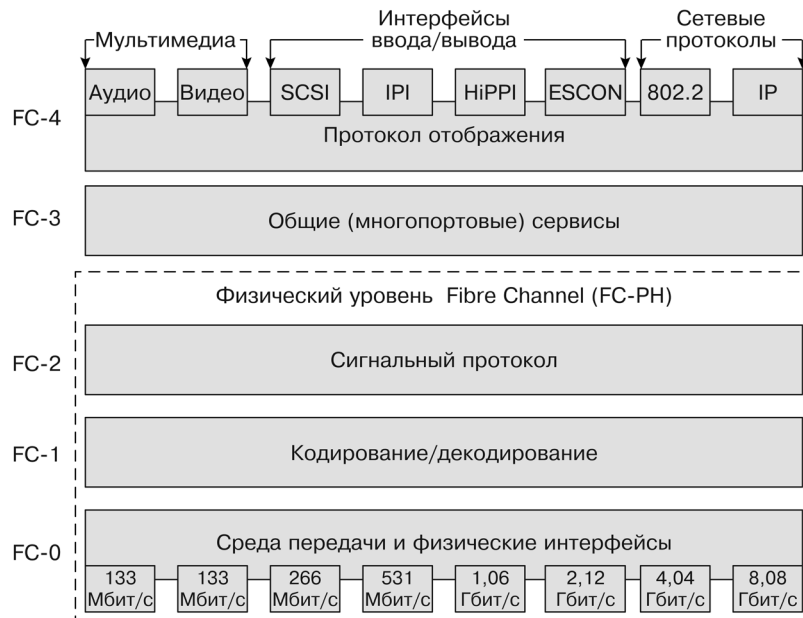 Мультимедиа
Интерфейсы
ввода/вывода
Сетевые
протоколы
FC-4
Аудио
Видео
SCSI
IPI
HiPPI
ESCON
802.2
IP
Протокол отображения
FC-3
Общие (многопортовые) сервисы
Физический уровень Fibre Channel (FC-PH)
FC-2
Сигнальный протокол
FC-1
Кодирование/декодирование
FC-0
Среда передачи и физические интерфейсы
133
Мбит/с
133
Мбит/с
266
Мбит/с
531
Мбит/с
1,06
Гбит/с
2,12
Гбит/с
4,04
Гбит/с
8,08
Гбит/с